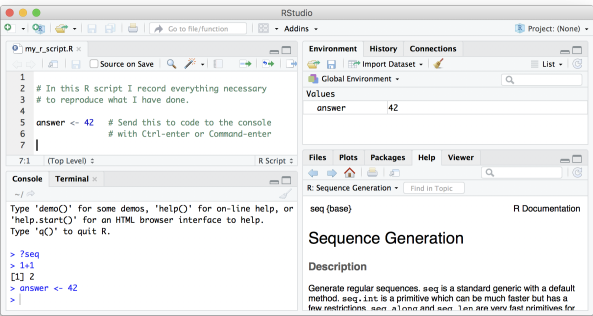 RStudio
Go to file/function
Addins
Project: (None)
my_r_script.R
Source on Save
1
2 # In this R script I record everything necessary
3 # to reproduce what I have done.
4
5 answer <- 42 # Send this to code to the console
6 # with Ctrl-enter or Command-enter
7
7:1 (Top Level) R Script
Console Terminal
~/
Type 'demo()' for some demos, 'help()' for on-line help, or
'help.start()' for an HTML browser interface to help.
Type 'q()' to quit R.
> ?seq
> 1+1
[1] 2
> answer <- 42
>
Environment History Connections
Import Dataset List
Global Environment
Values
answer 42
Files Plots Packages Help Viewer
R: Sequence Generation Find in Topic
seq {base} R Documentation
Sequence Generation
Description
Generate regular sequences. seq is a standard generic with a default
method. seq.int is a primitive which can be much faster but has a
few restrictions. seq_along and seq_len are very fast primitives for